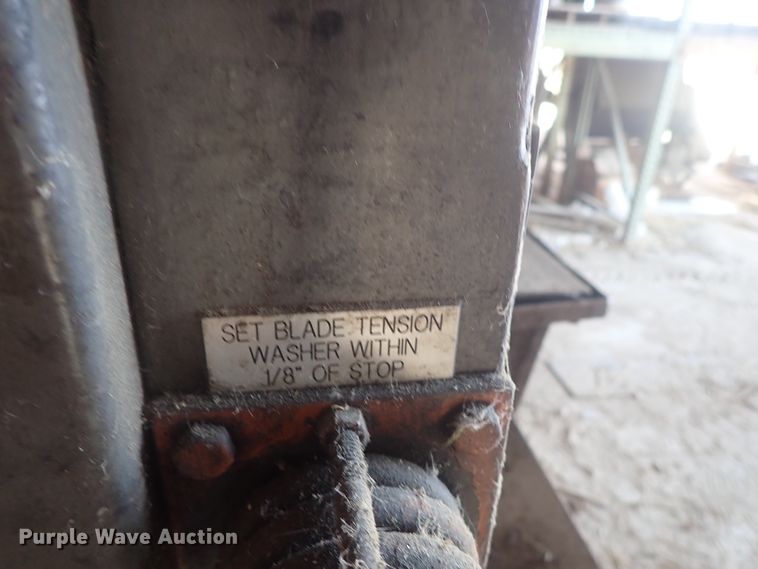 SET BLADE TENSION
WASHER WITHIN
1/8" OF STOP
Purple Wave Auction